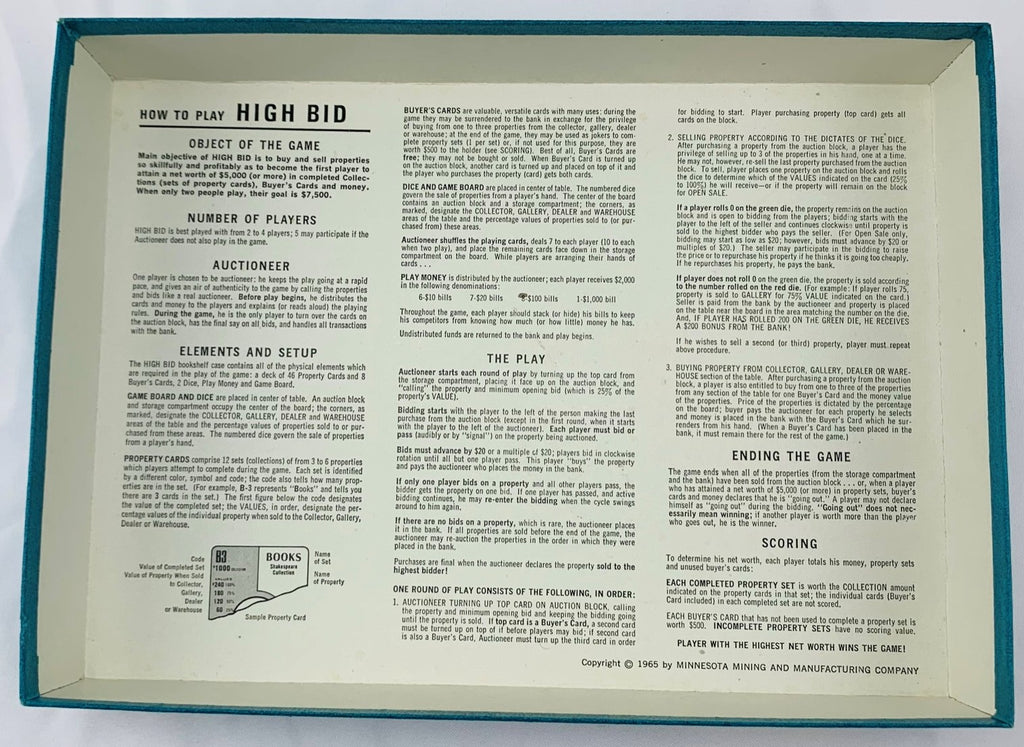 HOW TO PLAY HIGH BID
OBJECT OF THE GAME
Main objective of HIGH BID is to buy and sell properties
so skillfully and profitably as to become the first player to
attain a net worth of $5,000 (or more) in completed Collec-
tions (sets of property cards), Buyer's Cards and money.
When only two people play, their goal is $7,500.
NUMBER OF PLAYERS
HIGH BID is best played with from 2 to 4 players; 5 may participate if the
Auctioneer does not also play in the game.
AUCTIONEER
One player is chosen to be auctioneer: he keeps the play going at a rapid
pace, and gives an air of authenticity to the game by calling the properties
and bids like a real auctioneer. Before play begins, he distributes the
cards and money to the players and explains (or reads aloud) the playing
rules. During the game, he is the only player to turn over the cards on
the auction block, has the final say on all bids, and handles all transactions
with the bank.
ELEMENTS AND SETUP
The HIGH BID bookshelf case contains all of the physical elements which
are required in the play of the game: a deck of 46 Property Cards and 8
Buyer's Cards, 2 Dice, Play Money and Game Board.
GAME BOARD AND DICE are placed in center of table. An auction block
and storage compartment occupy the center of the board; the corners, as
marked, designate the COLLECTOR, GALLERY, DEALER and WAREHOUSE
areas of the table and the percentage values of properties sold to or pur-
chased from these areas. The numbered dice govern the sale of properties
from a player's hand.
PROPERTY CARDS comprise 12 sets (collections) of from 3 to 6 properties
which players attempt to complete during the game. Each set is identified
by a different color, symbol and code; the code also tells how many prop-
erties are in the set. (For example, B-3 represents "Books" and tells you
there are 3 cards in the set.) The first figure below the code designates
the value of the completed set; the VALUES, in order, designate the per-
centage values of the individual property when sold to the Collector, Gallery,
Dealer or Warehouse.
Code
Value of Completed Set
Value of Property When Sold
to Collector,
Gallery,
Dealer
or Warehouse
B3
$1000
VALUES
$240 100%
180 75%
120 50%
60 25%
BOOKS
Shakespeare
Collection
Name
of Set
Name
of Property
Sample Property Card
BUYER'S CARDS are valuable, versatile cards with many uses: during the
game they may be surrendered to the bank in exchange for the privilege
of buying from one to three properties from the collector, gallery, dealer
or warehouse; at the end of the game, they may be used as jokers to com-
plete property sets (1 per set) or, if not used for this purpose, they are
worth $500 to the holder (see SCORING). Best of all, Buyer's Cards are
free; they may not be bought or sold. When Buyer's Card is turned up
on the auction block, another card is turned up and placed on top of it and
the player who purchases the property (card) gets both cards.
DICE AND GAME BOARD are placed in center of table. The numbered dice
govern the sale of properties from a player's hand. The center of the board
contains an auction block and a storage compartment; the corners, as
marked, designate the COLLECTOR, GALLERY, DEALER and WAREHOUSE
areas of the table and the percentage values of properties sold to (or pur-
chased from) these areas.
Auctioneer shuffles the playing cards, deals 7 to each player (10 to each
when two play), and place the remaining cards face down in the storage
compartment on the board. While players are arranging their hands of
cards . . .
PLAY MONEY is distributed by the auctioneer; each player receives $2,000
in the following denominations:
6-$10 bills 7-$20 bills $100 bills 1-$1,000 bill
Throughout the game, each player should stack (or hide) his bills to keep
his competitors from knowing how much (or how little) money he has.
Undistributed funds are returned to the bank and play begins.
THE PLAY
Auctioneer starts each round of play by turning up the top card from
the storage compartment, placing it face up on the auction block, and
"calling" the property and minimum opening bid (which is 25% of the
property's VALUE).
Bidding starts with the player to the left of the person making the last
purchase from the auction block (except in the first round, when it starts
with the player to the left of the auctioneer). Each player must bid or
pass (audibly or by "signal") on the property being auctioned.
Bids must advance by $20 or a multiple of $20; players bid in clockwise
rotation until all but one player pass. This player "buys" the property
and pays the auctioneer who places the money in the bank.
If only one player bids on a property and all other players pass, the
bidder gets the property on one bid. If one player has passed, and active
bidding continues, he may re-enter the bidding when the cycle swings
around to him again.
If there are no bids on a property, which is rare, the auctioneer places
it in the bank. If all properties are sold before the end of the game, the
auctioneer may re-auction the properties in the order in which they were
placed in the bank.
Purchases are final when the auctioneer declares the property sold to the
highest bidder!
ONE ROUND OF PLAY CONSISTS OF THE FOLLOWING, IN ORDER:
1. AUCTIONEER TURNING UP TOP CARD ON AUCTION BLOCK, calling
the property and minimum opening bid and keeping the bidding going
until the property is sold. If top card is a Buyer's Card, a second card
must be turned up on top of it before players may bid; if second card
is also a Buyer's Card, Auctioneer must turn up the third card in order
for bidding to start. Player purchasing property (top card) gets all
cards on the block.
2. SELLING PROPERTY ACCORDING TO THE DICTATES OF THE DICE.
After purchasing a property from the auction block, a player has the
privilege of selling up to 3 of the properties in his hand, one at a time.
He may not, however, re-sell the last property purchased from the auction
block. To sell, player places one property on the auction block and rolls
the dice to determine which of the VALUES indicated on the card (25%
to 100%) he will receive—or if the property will remain on the block
for OPEN SALE.
If a player rolls 0 on the green die, the property remains on the auction
block and is open to bidding from the players; bidding starts with the
player to the left of the seller and continues clockwise until property is
sold to the highest bidder who pays the seller. (For Open Sale only,
bidding may start as low as $20; however, bids must advance by $20 or
multiples of $20.) The seller may participate in the bidding to raise
the price or to repurchase his property if he thinks it is going too cheaply.
If he repurchases his property, he pays the bank.
If player does not roll 0 on the green die, the property is sold according
to the number rolled on the red die. (For example: If player rolls 75,
property is sold to GALLERY for 75% VALUE indicated on the card.)
Seller is paid from the bank by the auctioneer and property is placed
on the table near the board in the area matching the number on the die.
And, IF PLAYER HAS ROLLED 200 ON THE GREEN DIE, HE RECEIVES
A $200 BONUS FROM THE BANK!
If he wishes to sell a second (or third) property, player must repeat
above procedure.
3. BUYING PROPERTY FROM COLLECTOR, GALLERY, DEALER OR WARE-
HOUSE section of the table. After purchasing a property from the auction
block, a player is also entitled to buy from one to three of the properties
from any section of the table for one Buyer's Card and the money value
of the properties. Price of the properties is dictated by the percentage
on the board; buyer pays the auctioneer for each property he selects
and money is placed in the bank with the Buyer's Card which he sur-
renders from his hand. (When a Buyer's Card has been placed in the
bank, it must remain there for the rest of the game.)
ENDING THE GAME
The game ends when all of the properties (from the storage compartment
and the bank) have been sold from the auction block . . . or, when a player
who has attained a net worth of $5,000 (or more) in property sets, buyer's
cards and money declares that he is "going out." A player may not declare
himself as "going out" during the bidding. "Going out" does not nec-
essarily mean winning; if another player is worth more than the player
who goes out, he is the winner.
SCORING
To determine his net worth, each player totals his money, property sets
and unused buyer's cards:
EACH COMPLETED PROPERTY SET is worth the COLLECTION amount
indicated on the property cards in that set; the individual cards (Buyer's
Card included) in each completed set are not scored.
EACH BUYER'S CARD that has not been used to complete a property set is
worth $500. INCOMPLETE PROPERTY SETS have no scoring value.
PLAYER WITH THE HIGHEST NET WORTH WINS THE GAME!
Copyright © 1965 by MINNESOTA MINING AND MANUFACTURING COMPANY